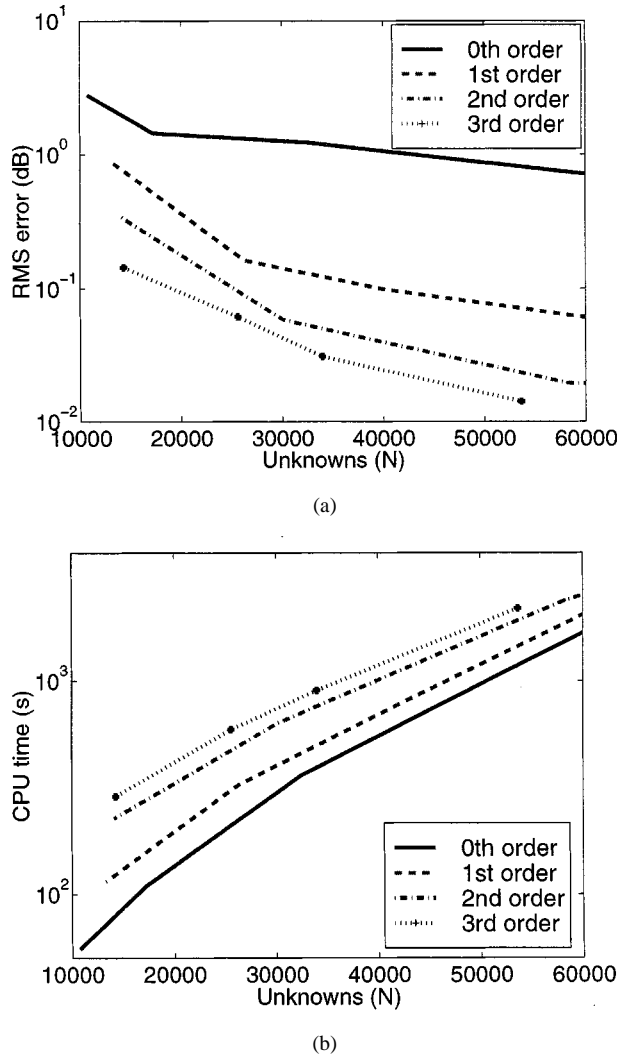 10^1
10^0
10^-1
10^-2
RMS error (dB)
0th order
1st order
2nd order
3rd order
10000 20000 30000 40000 50000 60000
Unknowns (N)
(a)
10^3
10^2
CPU time (s)
0th order
1st order
2nd order
3rd order
10000 20000 30000 40000 50000 60000
Unknowns (N)
(b)